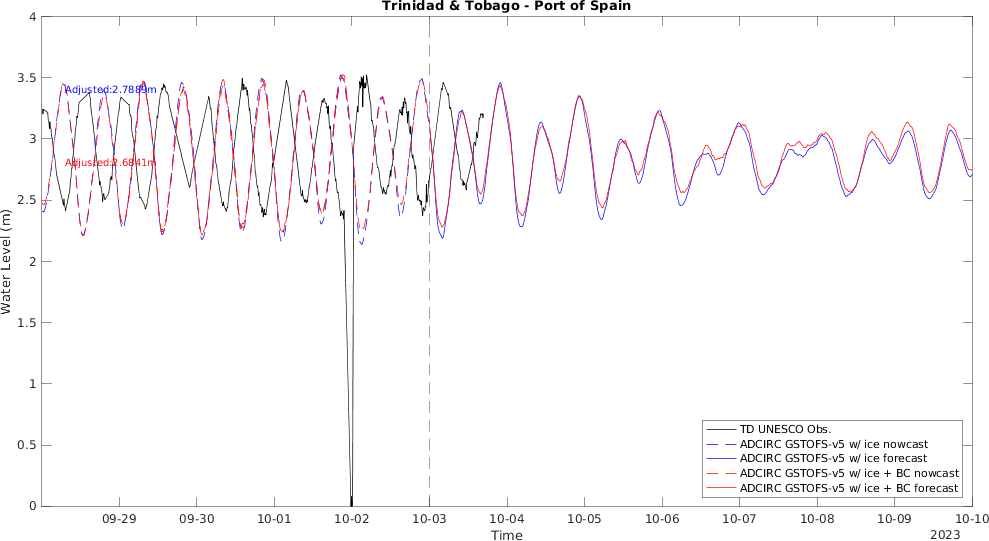 Trinidad & Tobago - Port of Spain
4
3.5
3
2.5
2
1.5
1
0.5
0
Water Level (m)
Adjusted:2.7889m
Adjusted:2.6841m
TD UNESCO Obs.
ADCIRC GSTOFS-v5 w/ ice nowcast
ADCIRC GSTOFS-v5 w/ ice forecast
ADCIRC GSTOFS-v5 w/ ice + BC nowcast
ADCIRC GSTOFS-v5 w/ ice + BC forecast
09-29 09-30 10-01 10-02 10-03 10-04 10-05 10-06 10-07 10-08 10-09 10-10
Time
2023